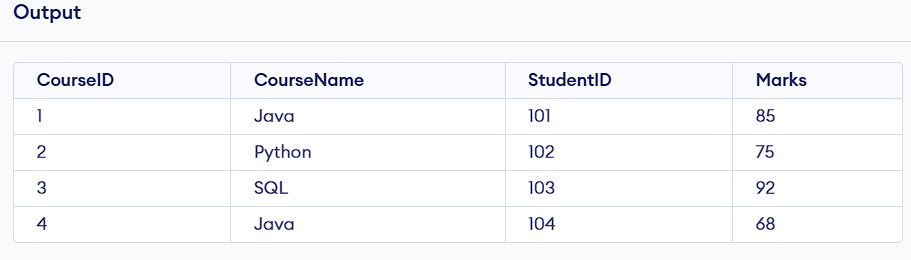 Output
CourseID CourseName StudentID Marks
1 Java 101 85
2 Python 102 75
3 SQL 103 92
4 Java 104 68